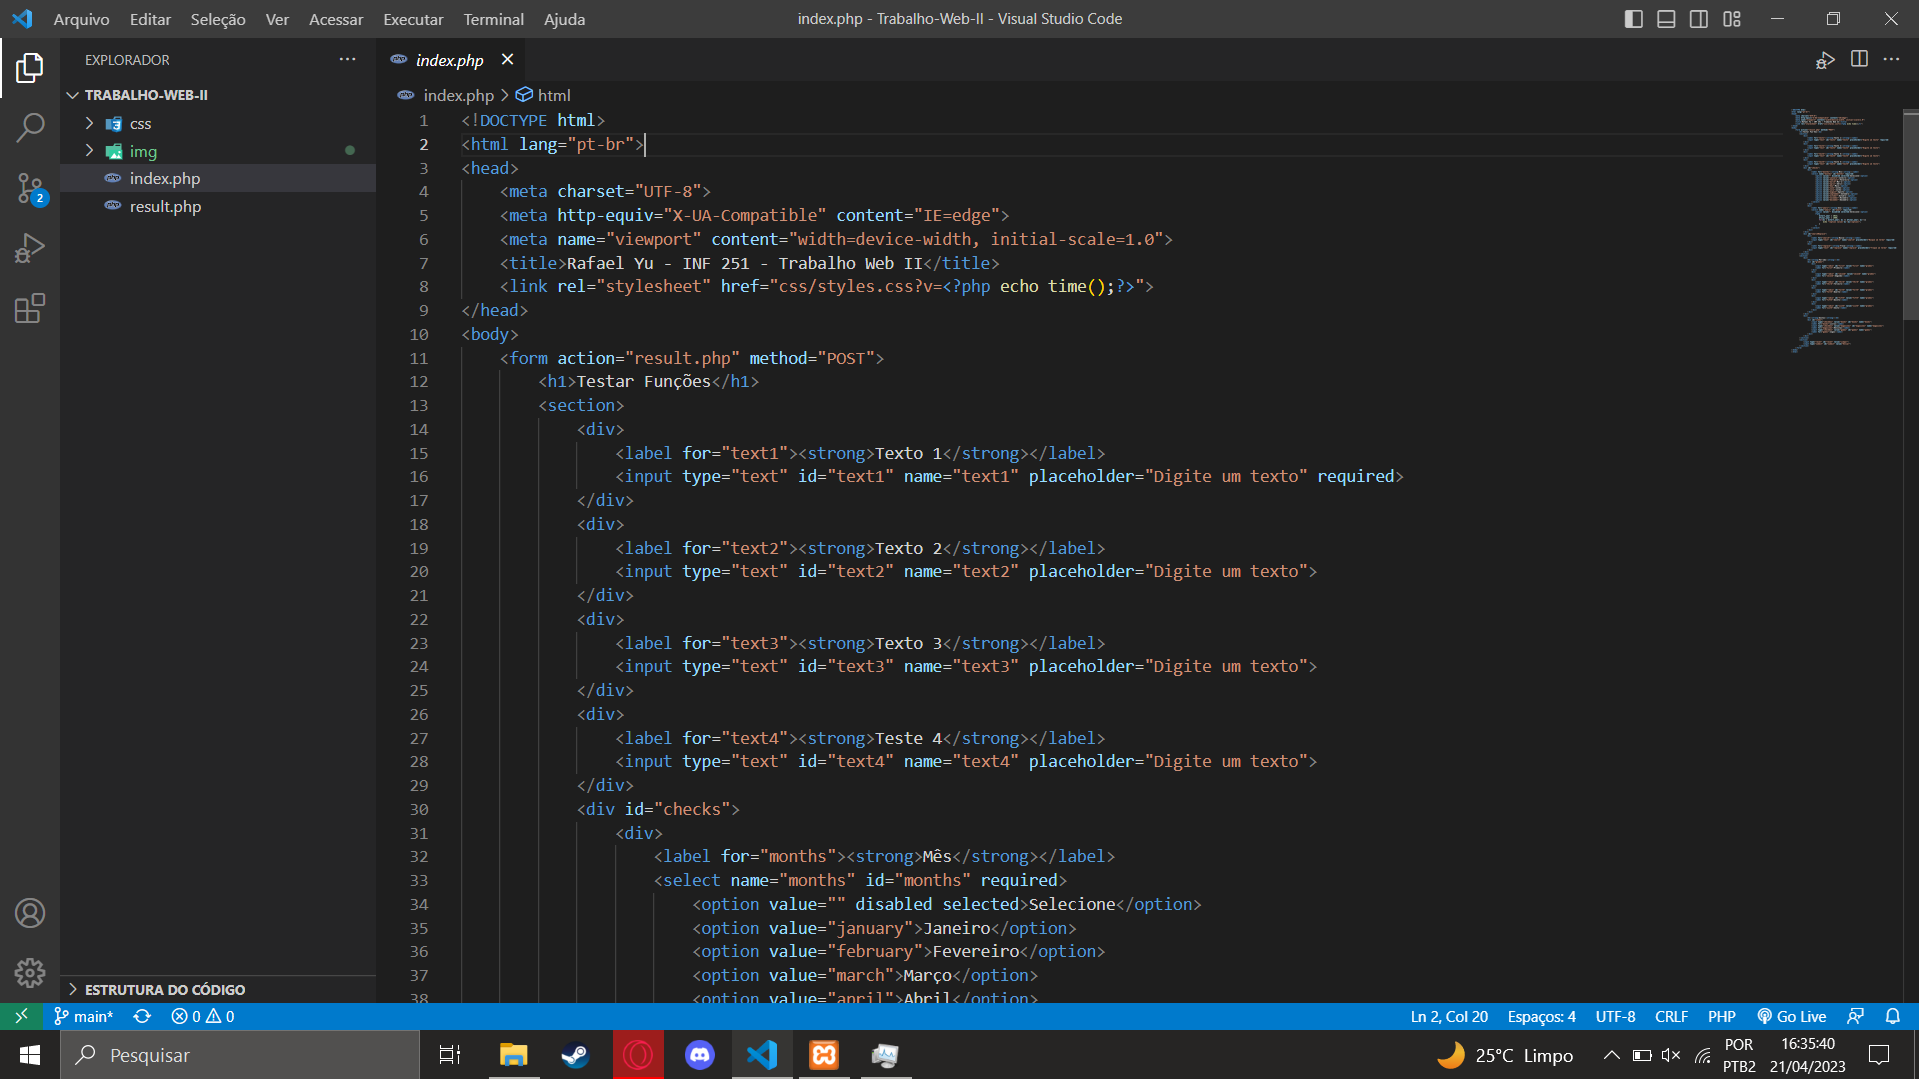 Arquivo Editar Seleção Ver Acessar Executar Terminal Ajuda
index.php - Trabalho-Web-II - Visual Studio Code
EXPLORADOR
TRABALHO-WEB-II
css
img
index.php
result.php
2
ESTRUTURA DO CÓDIGO
index.php
index.php > html
1 <!DOCTYPE html>
2 <html lang="pt-br">
3 <head>
4 <meta charset="UTF-8">
5 <meta http-equiv="X-UA-Compatible" content="IE=edge">
6 <meta name="viewport" content="width=device-width, initial-scale=1.0">
7 <title>Rafael Yu - INF 251 - Trabalho Web II</title>
8 <link rel="stylesheet" href="css/styles.css?v=<?php echo time();?>">
9 </head>
10 <body>
11 <form action="result.php" method="POST">
12 <h1>Testar Funções</h1>
13 <section>
14 <div>
15 <label for="text1"><strong>Texto 1</strong></label>
16 <input type="text" id="text1" name="text1" placeholder="Digite um texto" required>
17 </div>
18 <div>
19 <label for="text2"><strong>Texto 2</strong></label>
20 <input type="text" id="text2" name="text2" placeholder="Digite um texto">
21 </div>
22 <div>
23 <label for="text3"><strong>Texto 3</strong></label>
24 <input type="text" id="text3" name="text3" placeholder="Digite um texto">
25 </div>
26 <div>
27 <label for="text4"><strong>Teste 4</strong></label>
28 <input type="text" id="text4" name="text4" placeholder="Digite um texto">
29 </div>
30 <div id="checks">
31 <div>
32 <label for="months"><strong>Mês</strong></label>
33 <select name="months" id="months" required>
34 <option value="" disabled selected>Selecione</option>
35 <option value="january">Janeiro</option>
36 <option value="february">Fevereiro</option>
37 <option value="march">Março</option>
38 <option value="april">Abril</option>
main* 0 0
Ln 2, Col 20 Espaços: 4 UTF-8 CRLF PHP Go Live
Pesquisar
25°C Limpo
POR
PTB2
16:35:40
21/04/2023